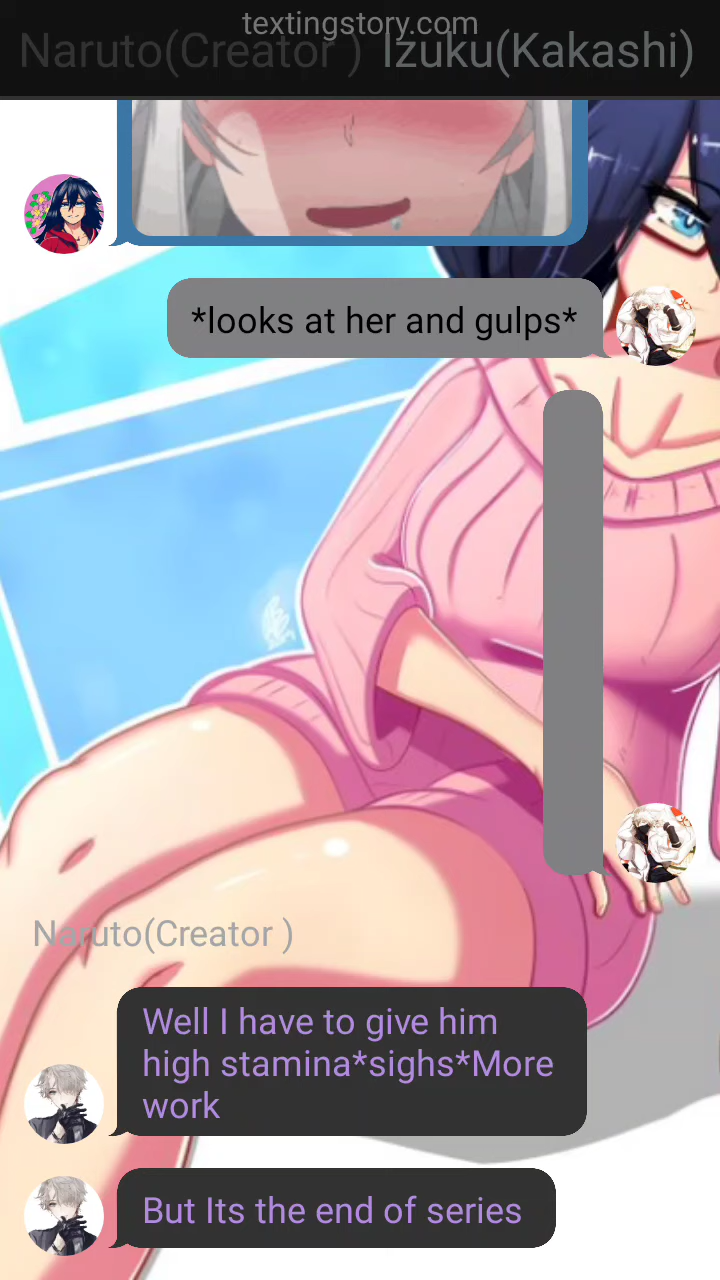 textingstory.com
Naruto(Creator ) Izuku(Kakashi)
*looks at her and gulps*
Naruto(Creator )
Well I have to give him
high stamina*sighs*More
work
But Its the end of series